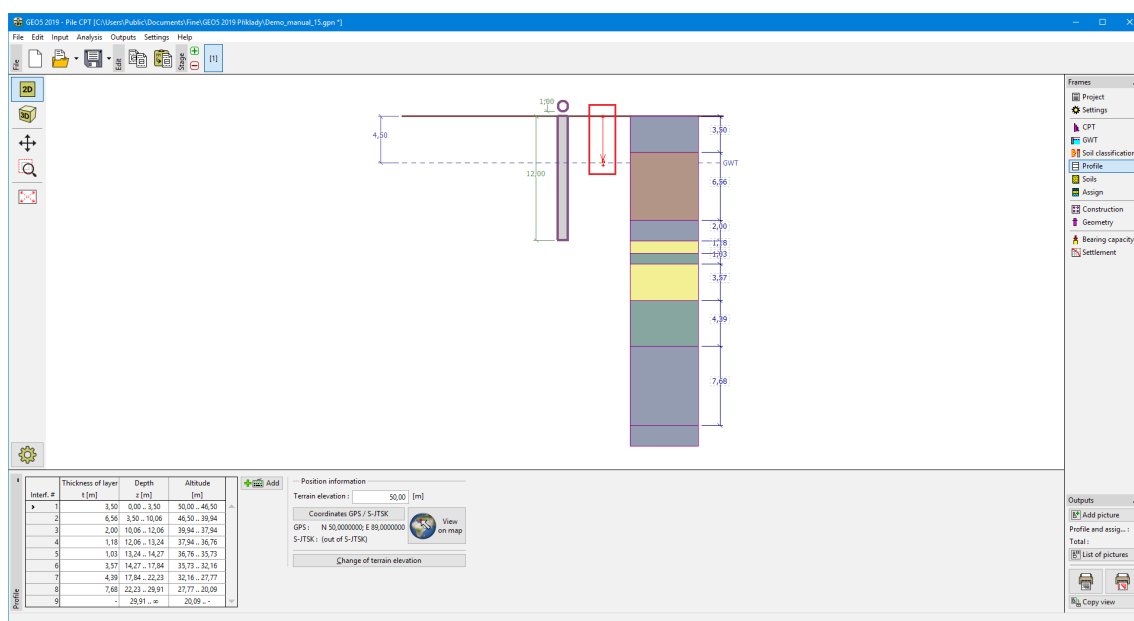 GEO5 2019 - Pile CPT [C:\Users\Public\Documents\Fine\GEO5 2019 Příklady\Demo_manual_15.gpn *]
File Edit Input Analysis Outputs Settings Help
File
Edit
Stage
[1]
2D
3D
1,00
4,50
12,00
3,50
GWT
6,56
2,00
1,18
1,03
3,57
4,39
7,68
Frames
Project
Settings
CPT
GWT
Soil classification
Profile
Soils
Assign
Construction
Geometry
Bearing capacity
Settlement
Profile
Thickness of layer Depth Altitude
Interf. # t [m] z [m] [m]
1 3,50 0,00 .. 3,50 50,00 .. 46,50
2 6,56 3,50 .. 10,06 46,50 .. 39,94
3 2,00 10,06 .. 12,06 39,94 .. 37,94
4 1,18 12,06 .. 13,24 37,94 .. 36,76
5 1,03 13,24 .. 14,27 36,76 .. 35,73
6 3,57 14,27 .. 17,84 35,73 .. 32,16
7 4,39 17,84 .. 22,23 32,16 .. 27,77
8 7,68 22,23 .. 29,91 27,77 .. 20,09
9 - 29,91 .. ∞ 20,09 .. -
Add
Position information
Terrain elevation : 50,00 [m]
Coordinates GPS / S-JTSK
GPS : N 50,0000000; E 89,0000000
S-JTSK : (out of S-JTSK)
View
on map
Change of terrain elevation
Outputs
Add picture
Profile and assig... :
Total :
List of pictures
Copy view